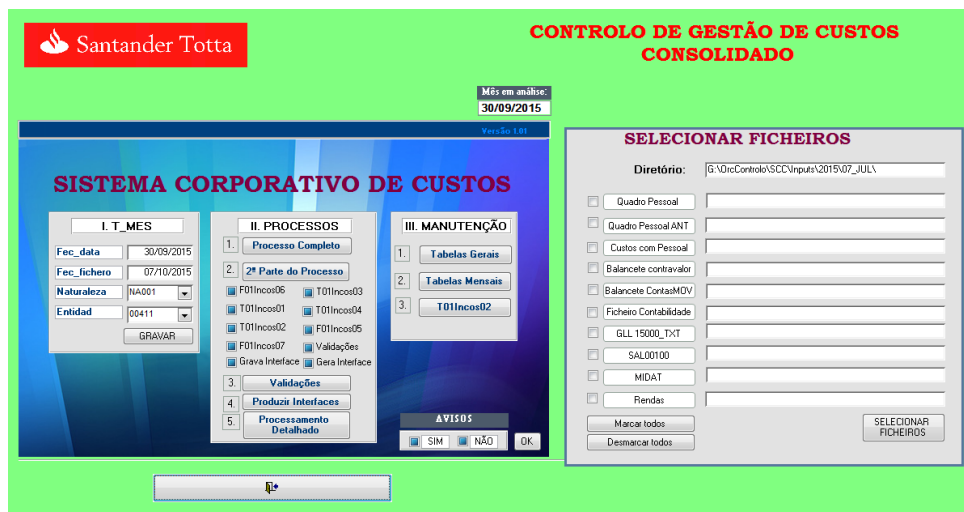 Santander Totta
CONTROLO DE GESTÃO DE CUSTOS
CONSOLIDADO
Mês em análise:
30/09/2015
Versão 1.01
SISTEMA CORPORATIVO DE CUSTOS
I. T_MES
Fec_data 30/09/2015
Fec_fichero 07/10/2015
Naturaleza NA001
Entidad 00411
GRAVAR
II. PROCESSOS
1. Processo Completo
2. 2ª Parte do Processo
F01Incos06 T01Incos03
T01Incos01 T01Incos04
T01Incos02 F01Incos05
F01Incos07 Validações
Grava Interface Gera Interface
3. Validações
4. Produzir Interfaces
5. Processamento
Detalhado
III. MANUTENÇÃO
1. Tabelas Gerais
2. Tabelas Mensais
3. T01Incos02
AVISOS
SIM NÃO OK
SELECIONAR FICHEIROS
Diretório: G:\OrcControlo\SCC\Inputs\2015\07_JUL\
Quadro Pessoal
Quadro Pessoal ANT
Custos com Pessoal
Balancete contravalor
Balancete ContasMOV
Ficheiro Contabilidade
GLL 15000_TXT
SAL00100
MIDAT
Rendas
Marcar todos
Desmarcar todos
SELECIONAR
FICHEIROS